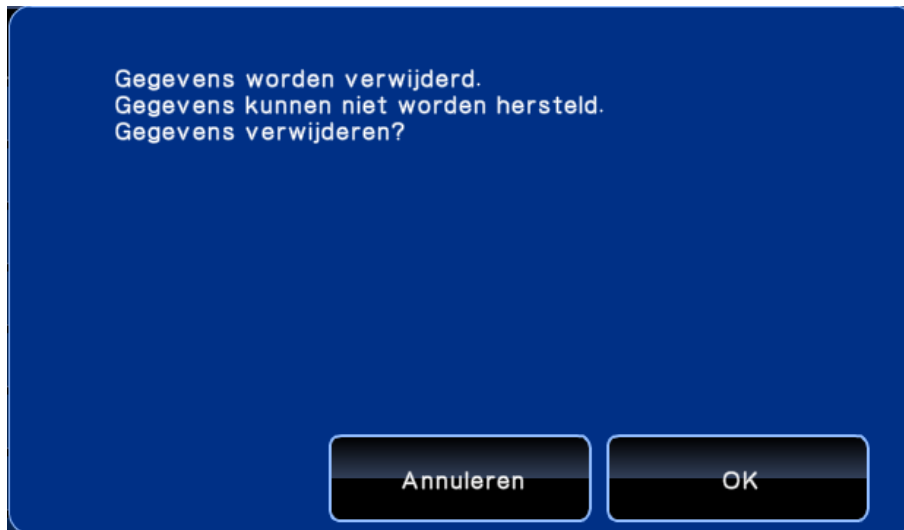 Gegevens worden verwijderd.
Gegevens kunnen niet worden hersteld.
Gegevens verwijderen?
Annuleren
OK